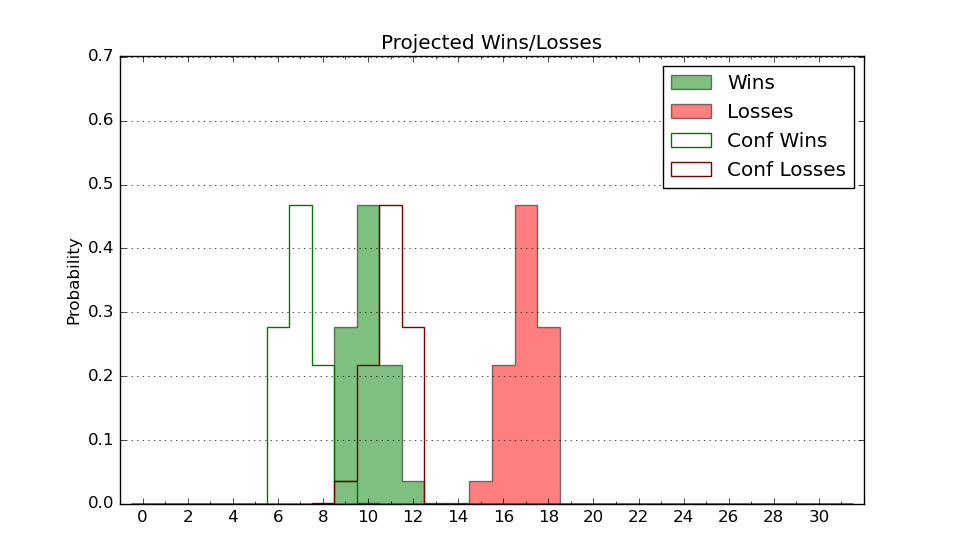 Projected Wins/Losses
0.7
0.6
0.5
0.4
0.3
0.2
0.1
0.0
Probability
Wins
Losses
Conf Wins
Conf Losses
0 2 4 6 8 10 12 14 16 18 20 22 24 26 28 30